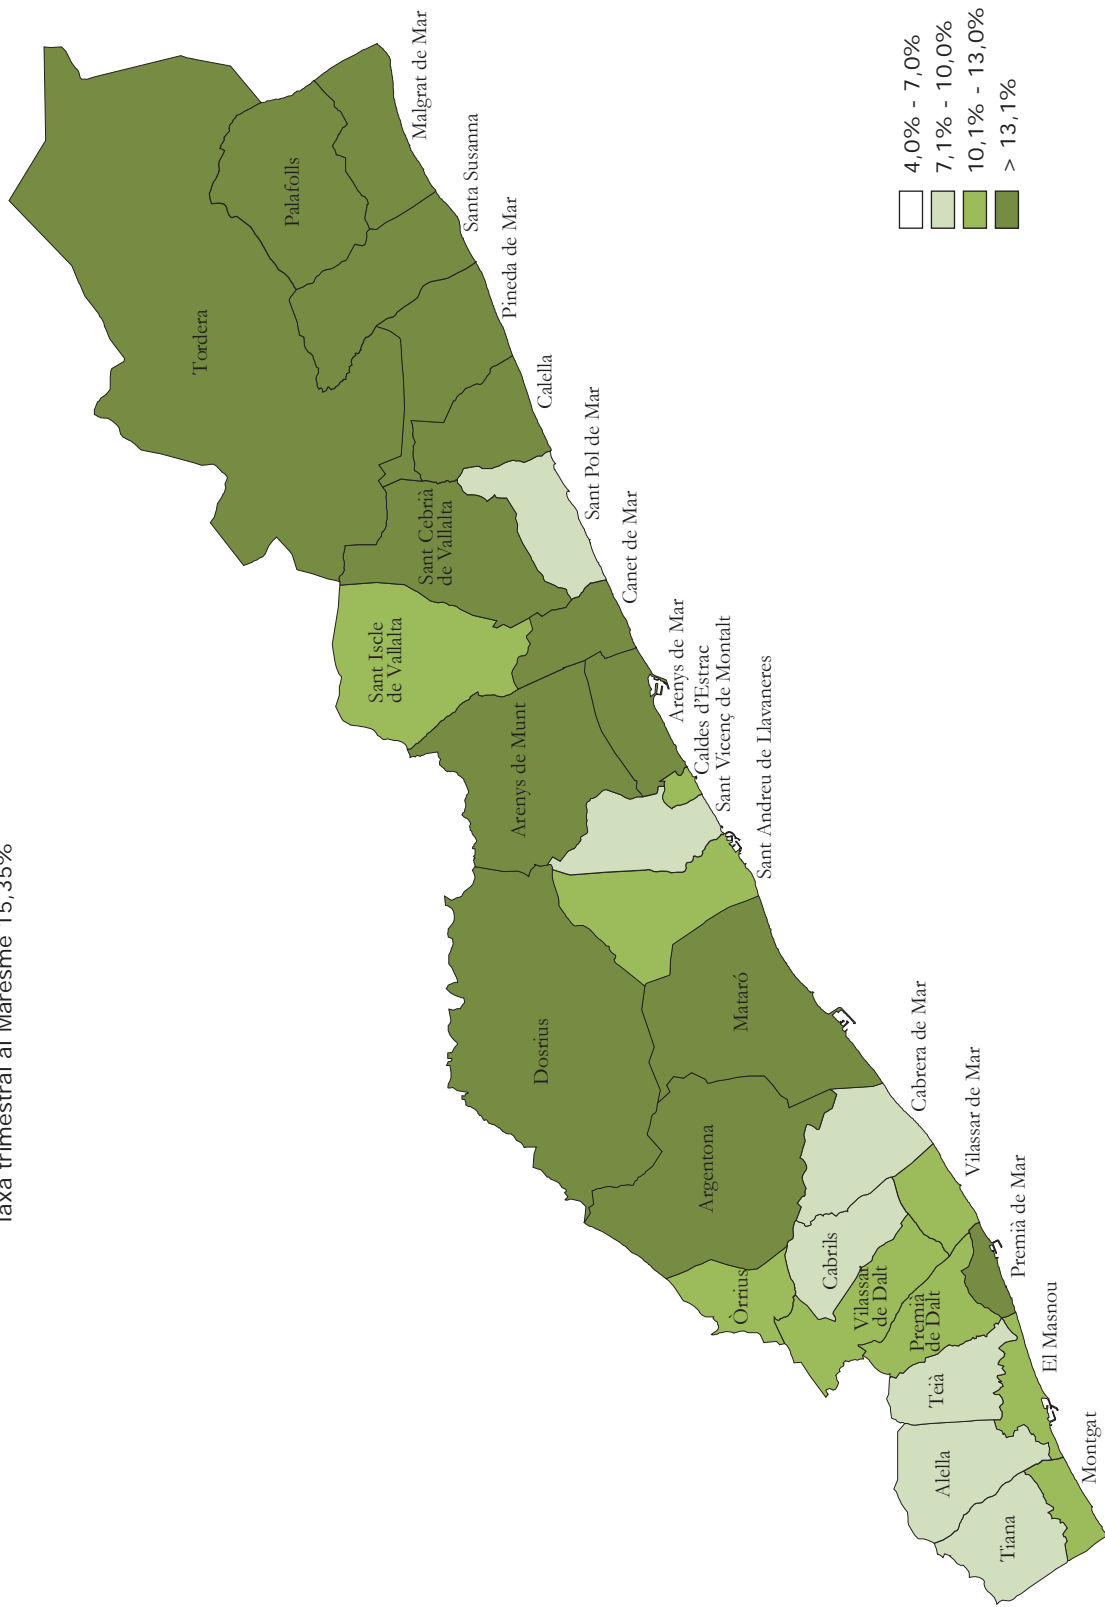 Taxa trimestral al Maresme 15,35%
Tiana
Alella
Teià
Premià
de Dalt
Vilassar
de Dalt
Cabrils
Òrrius
Argentona
Dosrius
Mataró
Arenys de Munt
Sant Iscle
de Vallalta
Sant Cebrià
de Vallalta
Tordera
Palafolls
Montgat
El Masnou
Premià de Mar
Vilassar de Mar
Cabrera de Mar
Sant Andreu de Llavaneres
Sant Vicenç de Montalt
Caldes d’Estrac
Arenys de Mar
Canet de Mar
Sant Pol de Mar
Calella
Pineda de Mar
Santa Susanna
Malgrat de Mar
4,0% - 7,0%
7,1% - 10,0%
10,1% - 13,0%
> 13,1%